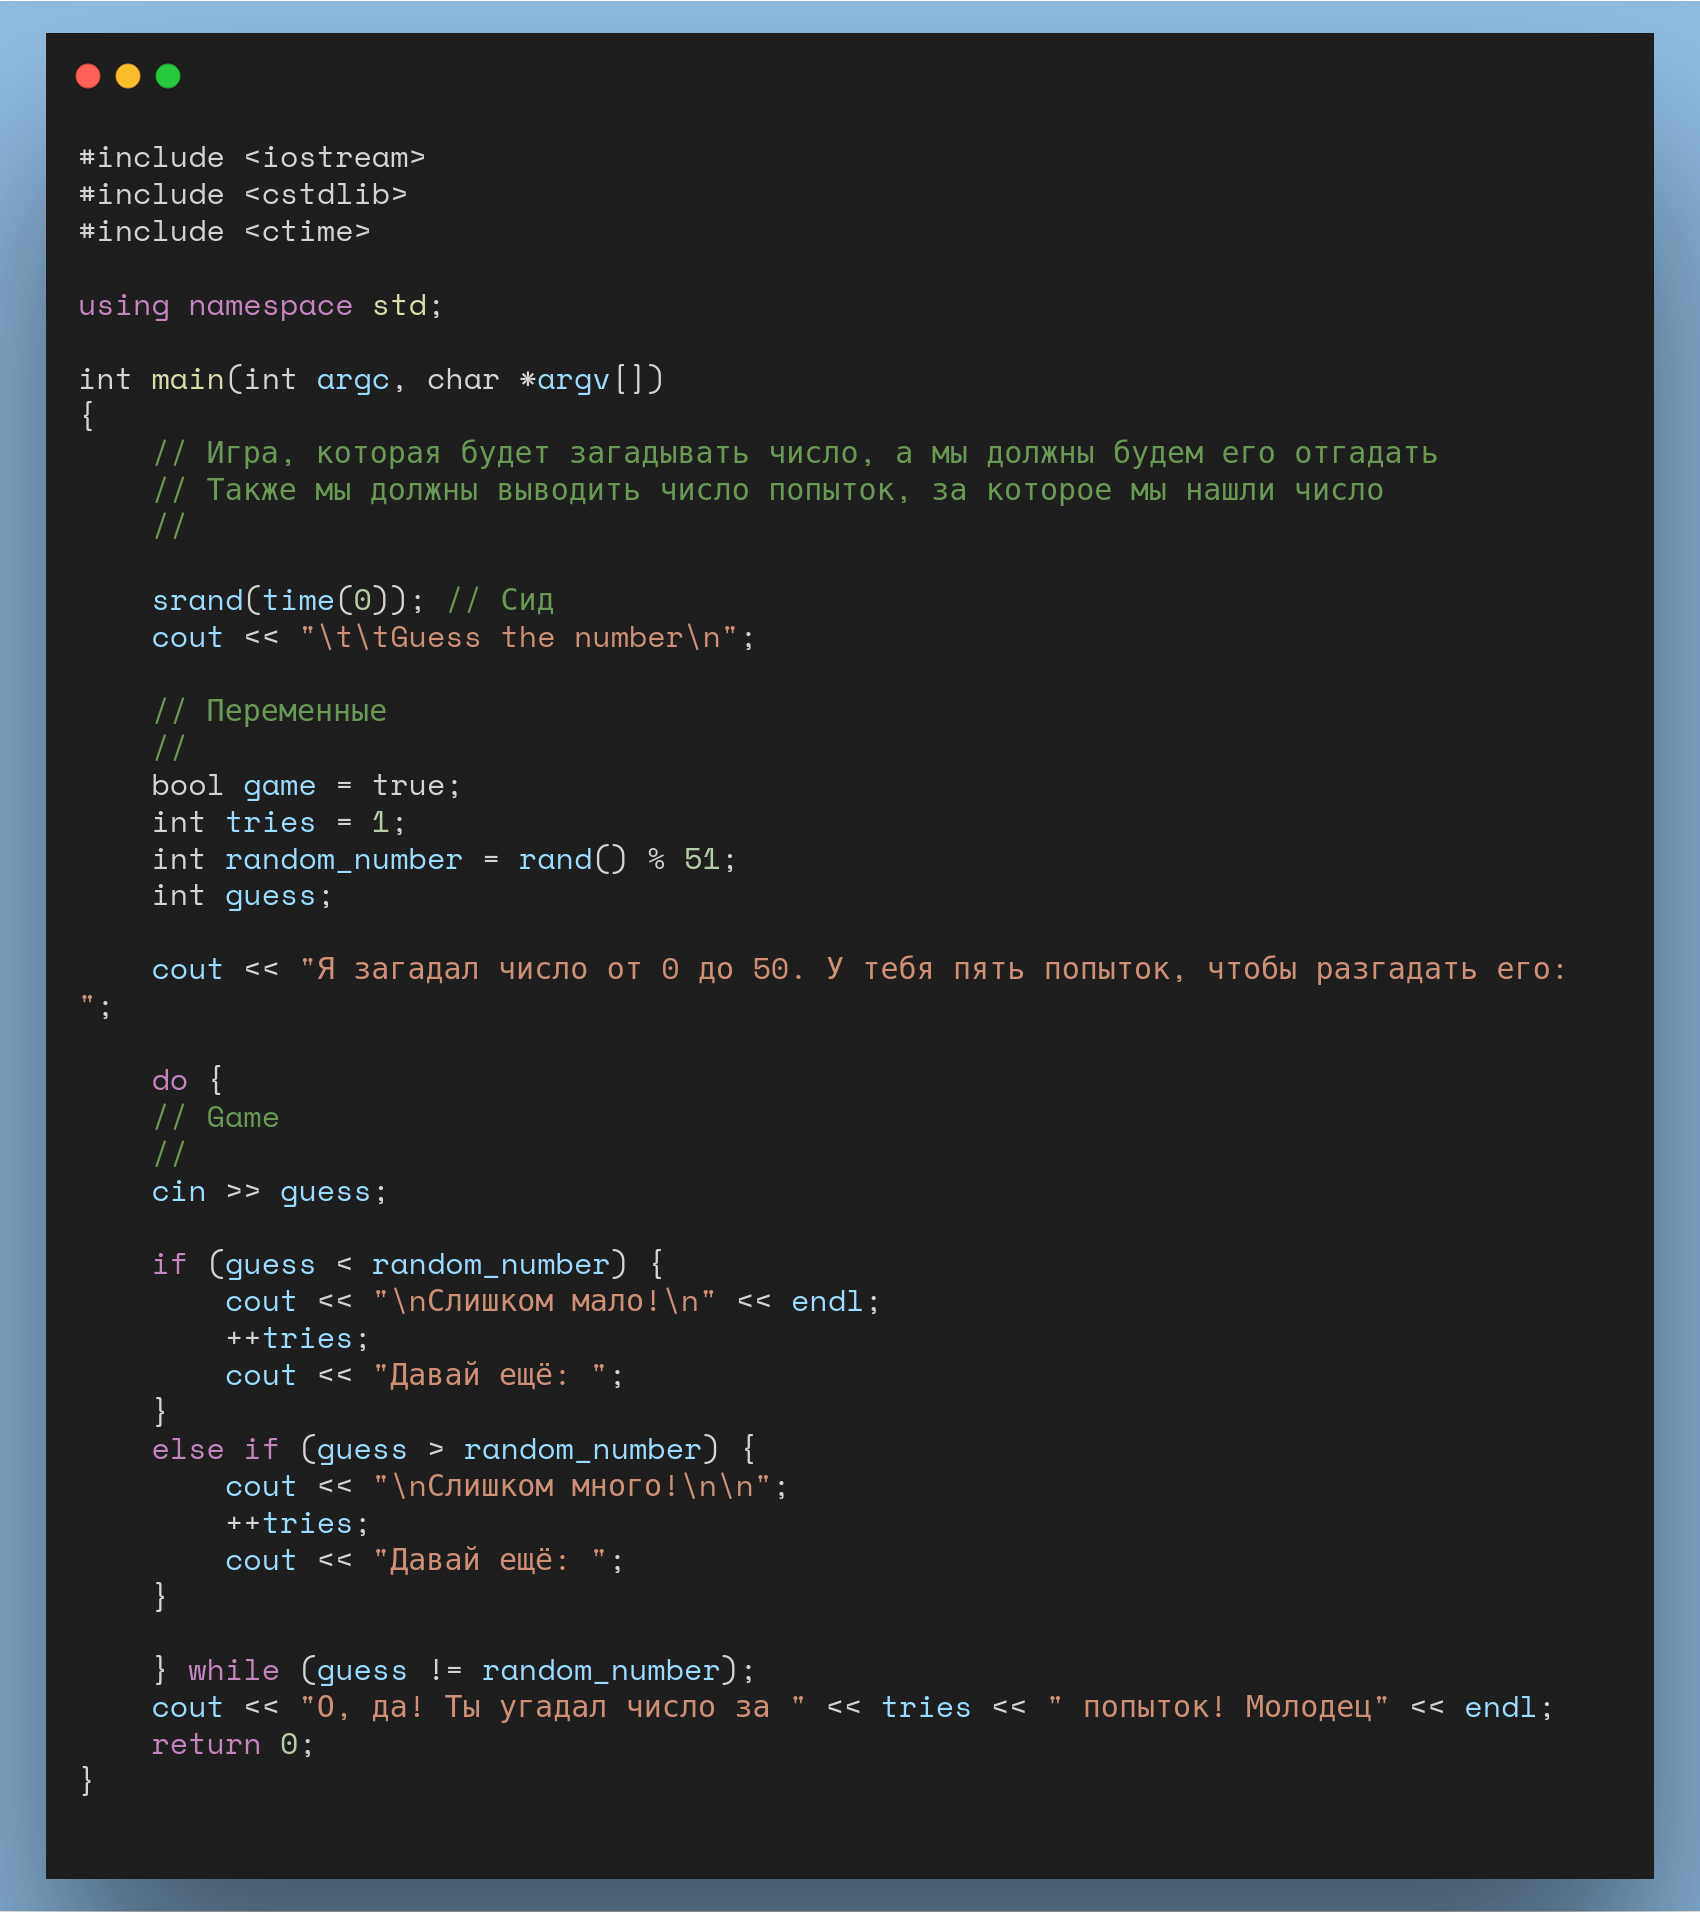 #include <iostream>
#include <cstdlib>
#include <ctime>

using namespace std;

int main(int argc, char *argv[])
{
    // Игра, которая будет загадывать число, а мы должны будем его отгадать
    // Также мы должны выводить число попыток, за которое мы нашли число
    //

    srand(time(0)); // Сид
    cout << "\t\tGuess the number\n";

    // Переменные
    //
    bool game = true;
    int tries = 1;
    int random_number = rand() % 51;
    int guess;

    cout << "Я загадал число от 0 до 50. У тебя пять попыток, чтобы разгадать его:
";

    do {
    // Game
    //
    cin >> guess;

    if (guess < random_number) {
        cout << "\nСлишком мало!\n" << endl;
        ++tries;
        cout << "Давай ещё: ";
    }
    else if (guess > random_number) {
        cout << "\nСлишком много!\n\n";
        ++tries;
        cout << "Давай ещё: ";
    }

    } while (guess != random_number);
    cout << "О, да! Ты угадал число за " << tries << " попыток! Молодец" << endl;
    return 0;
}